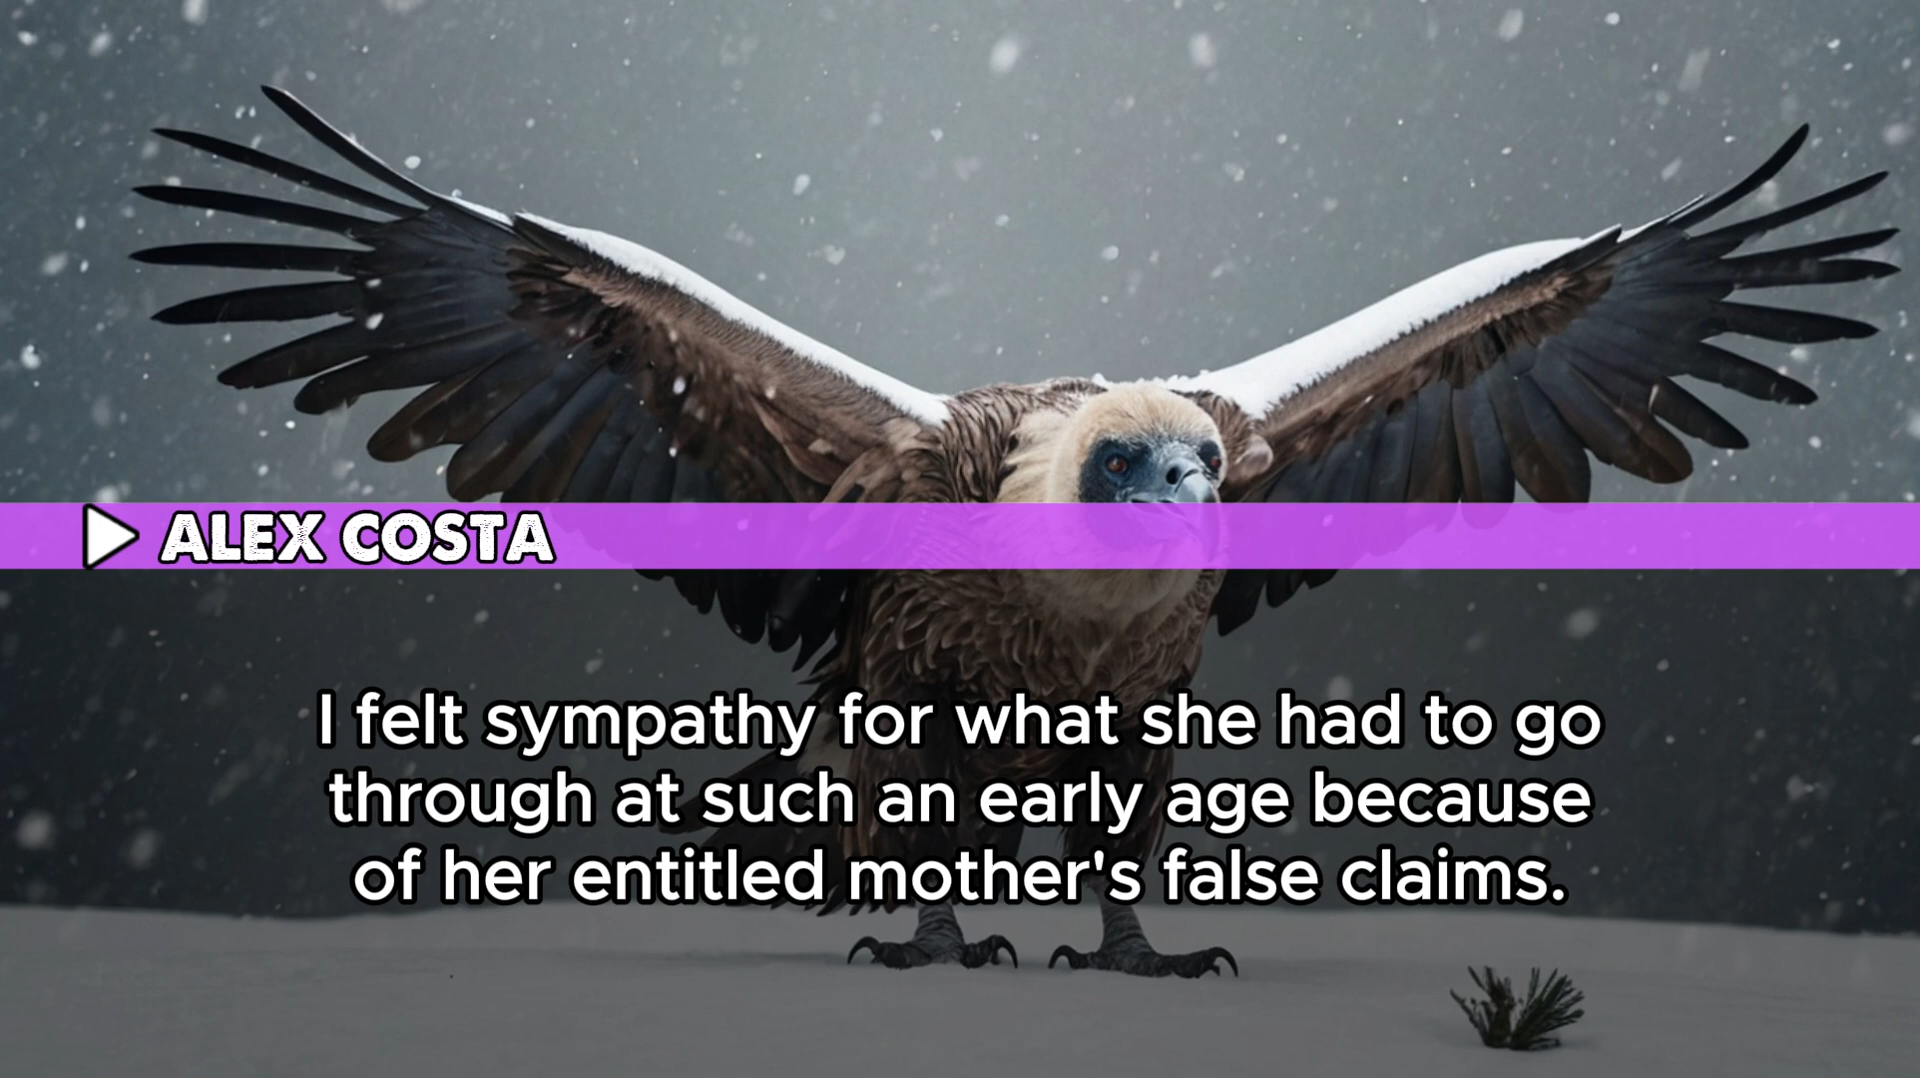 ALEX COSTA
I felt sympathy for what she had to go
through at such an early age because
of her entitled mother's false claims.